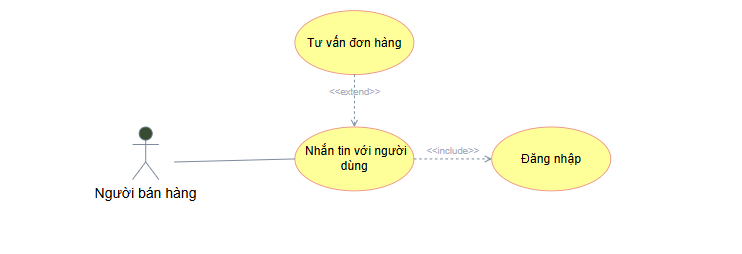 Tư vấn đơn hàng
<<extend>>
Nhắn tin với người
dùng
<<include>>
Đăng nhập
Người bán hàng